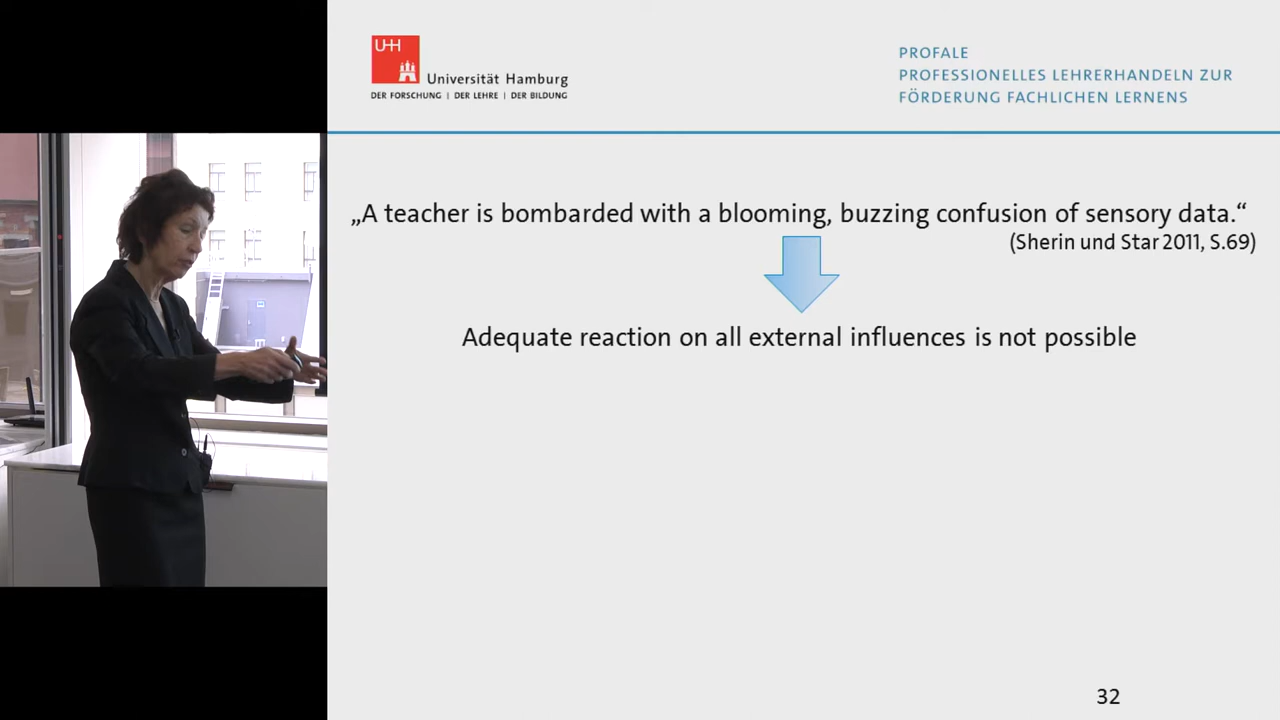 UHH
Universität Hamburg
DER FORSCHUNG | DER LEHRE | DER BILDUNG
PROFALE
PROFESSIONELLES LEHRERHANDELN ZUR
FÖRDERUNG FACHLICHEN LERNENS
„A teacher is bombarded with a blooming, buzzing confusion of sensory data.“
(Sherin und Star 2011, S.69)
Adequate reaction on all external influences is not possible
32